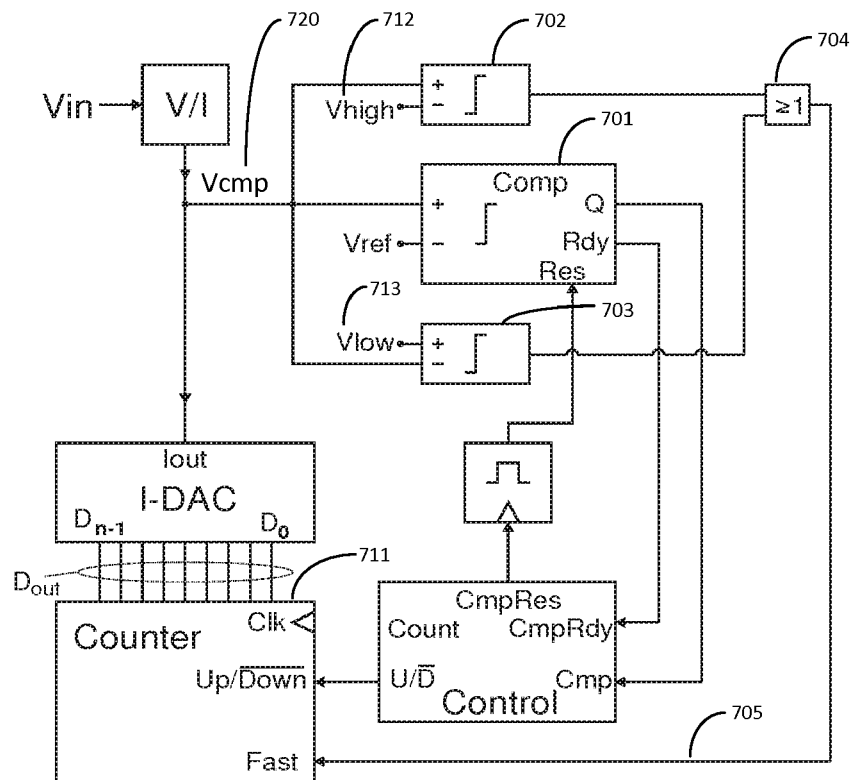 720
712
702
704
Vin
V/I
Vhigh
+
−
≥1
701
Vcmp
Comp
+
Q
Vref
−
Rdy
Res
713
703
Vlow
+
−
Iout
I-DAC
Dn-1
D0
Dout
711
Clk
Counter
Up/D̅o̅w̅n̅
Fast
CmpRes
Count
CmpRdy
U/D̅
Cmp
Control
705